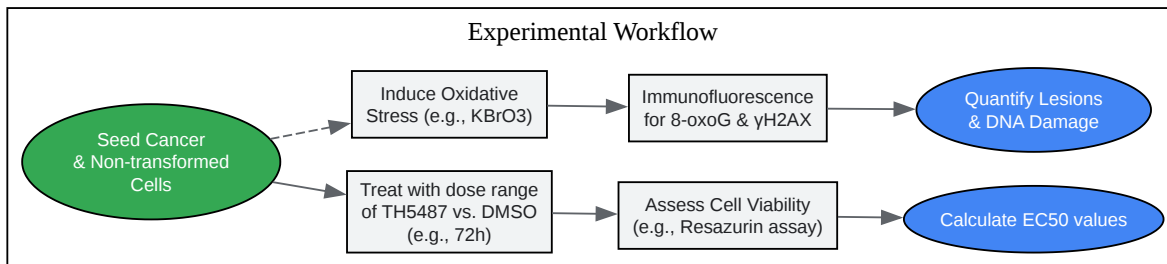 Experimental Workflow
Seed Cancer
& Non-transformed
Cells
Induce Oxidative
Stress (e.g., KBrO3)
Immunofluorescence
for 8-oxoG & γH2AX
Quantify Lesions
& DNA Damage
Treat with dose range
of TH5487 vs. DMSO
(e.g., 72h)
Assess Cell Viability
(e.g., Resazurin assay)
Calculate EC50 values